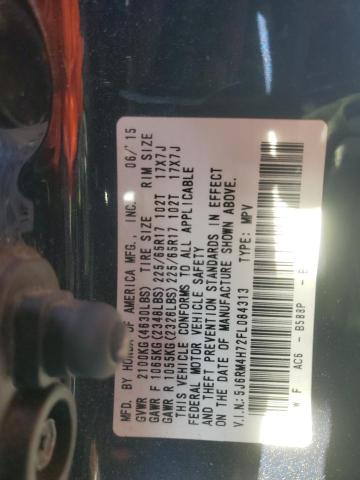 MFD. BY HONDA OF AMERICA MFG., INC. 06/'15
GVWR 2100KG(4630LBS) TIRE SIZE RIM SIZE
GAWR F 1065KG(2348LBS) 225/65R17 102T 17X7J
GAWR R 1055KG(2326LBS) 225/65R17 102T 17X7J
THIS VEHICLE CONFORMS TO ALL APPLICABLE
FEDERAL MOTOR VEHICLE SAFETY
AND THEFT PREVENTION STANDARDS IN EFFECT
ON THE DATE OF MANUFACTURE SHOWN ABOVE.
V.I.N.: 5J6RM4H72FL084313 TYPE: MPV
W F AC6 - B588P -